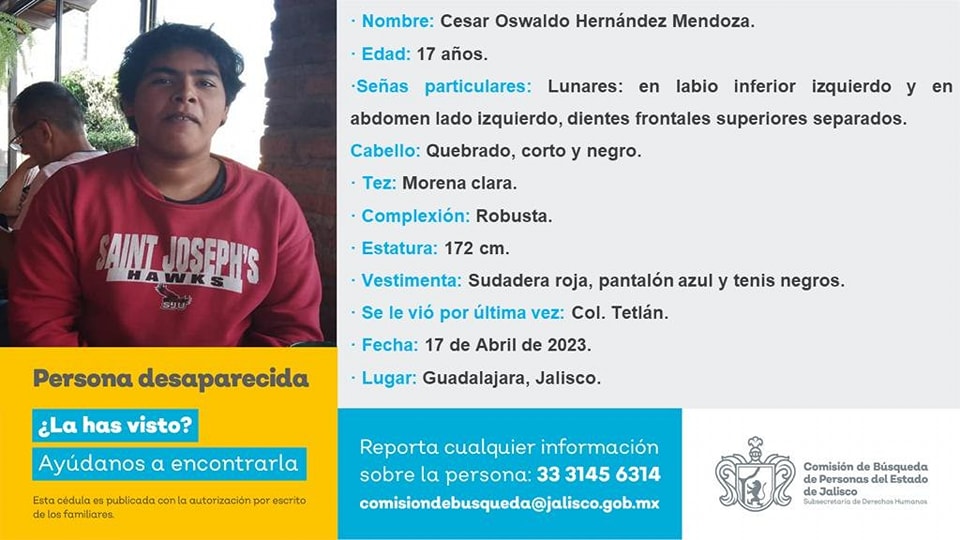 SAINT JOSEPH'S
HAWKS
SJU
Persona desaparecida
¿La has visto?
Ayúdanos a encontrarla
Esta cédula es publicada con la autorización por escrito
de los familiares.
· Nombre: Cesar Oswaldo Hernández Mendoza.
· Edad: 17 años.
·Señas particulares: Lunares: en labio inferior izquierdo y en
abdomen lado izquierdo, dientes frontales superiores separados.
Cabello: Quebrado, corto y negro.
· Tez: Morena clara.
· Complexión: Robusta.
· Estatura: 172 cm.
· Vestimenta: Sudadera roja, pantalón azul y tenis negros.
· Se le vió por última vez: Col. Tetlán.
· Fecha: 17 de Abril de 2023.
· Lugar: Guadalajara, Jalisco.
Reporta cualquier información
sobre la persona: 33 3145 6314
comisiondebusqueda@jalisco.gob.mx
Comisión de Búsqueda
de Personas del Estado
de Jalisco
Subsecretaría de Derechos Humanos